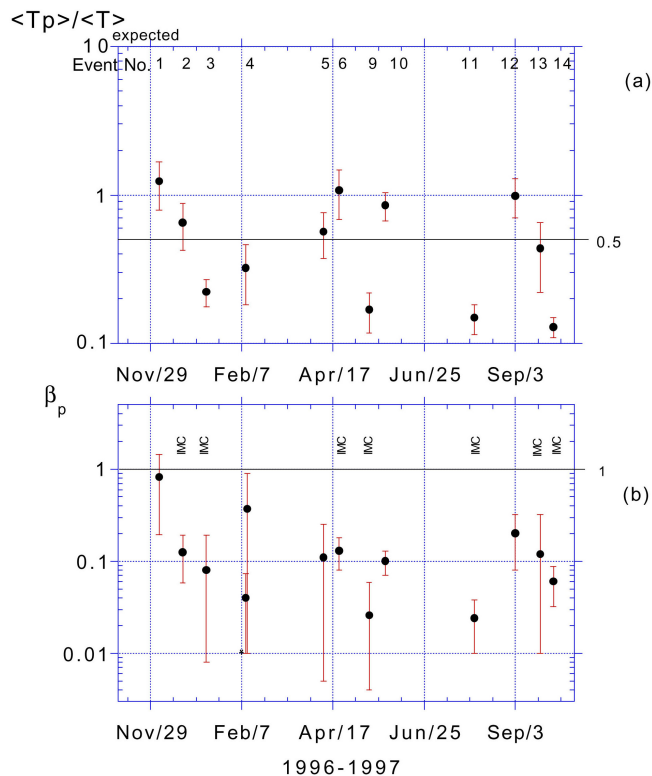 <Tp>/<T>expected
10
Event No. 1 2 3 4 5 6 9 10 11 12 13 14
(a)
1
0.5
0.1
Nov/29 Feb/7 Apr/17 Jun/25 Sep/3
βp
IMC IMC IMC IMC IMC IMC IMC
1 1
(b)
0.1
0.01
*
Nov/29 Feb/7 Apr/17 Jun/25 Sep/3
1996-1997